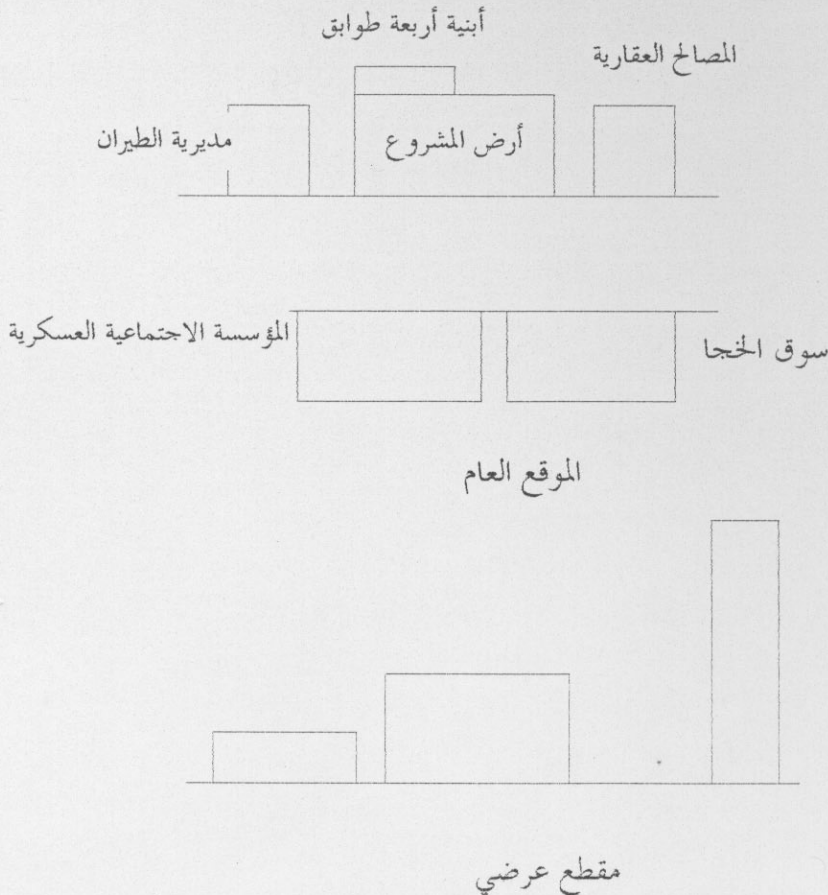 أبنية أربعة طوابق
المصالح العقارية
أرض المشروع
مديرية الطيران
سوق الخجا
المؤسسة الاجتماعية العسكرية
الموقع العام
مقطع عرضي